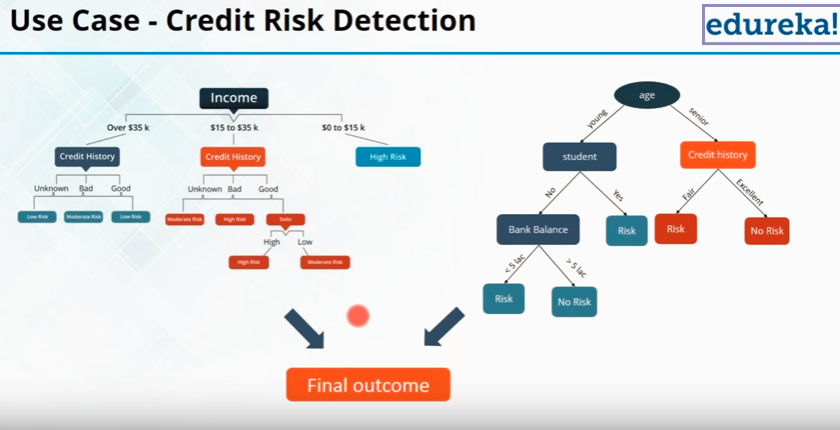 Use Case - Credit Risk Detection
edureka!
Income
Over $35 k
$15 to $35 k
$0 to $15 k
Credit History
Credit History
High Risk
Unknown Bad Good
Unknown Bad Good
Low Risk
Moderate Risk
Low Risk
Moderate Risk
High Risk
Debt
High Low
High Risk
Moderate Risk
age
young
senior
student
Credit history
No
Yes
Fair
Excellent
Bank Balance
Risk
Risk
No Risk
< 5 lac
> 5 lac
Risk
No Risk
Final outcome